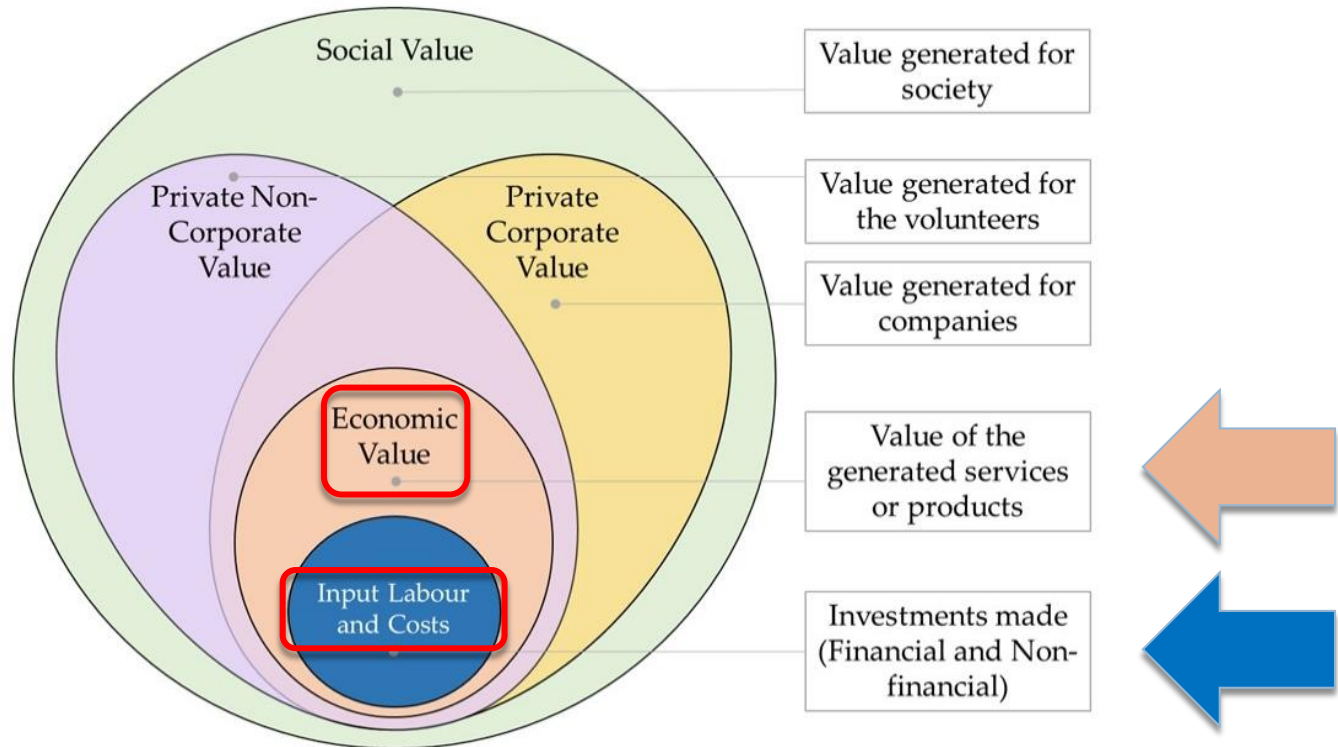 Social Value
Value generated for
society
Private Non-
Corporate
Value
Private
Corporate
Value
Value generated for
the volunteers
Value generated for
companies
Economic
Value
Value of the
generated services
or products
Input Labour
and Costs
Investments made
(Financial and Non-
financial)